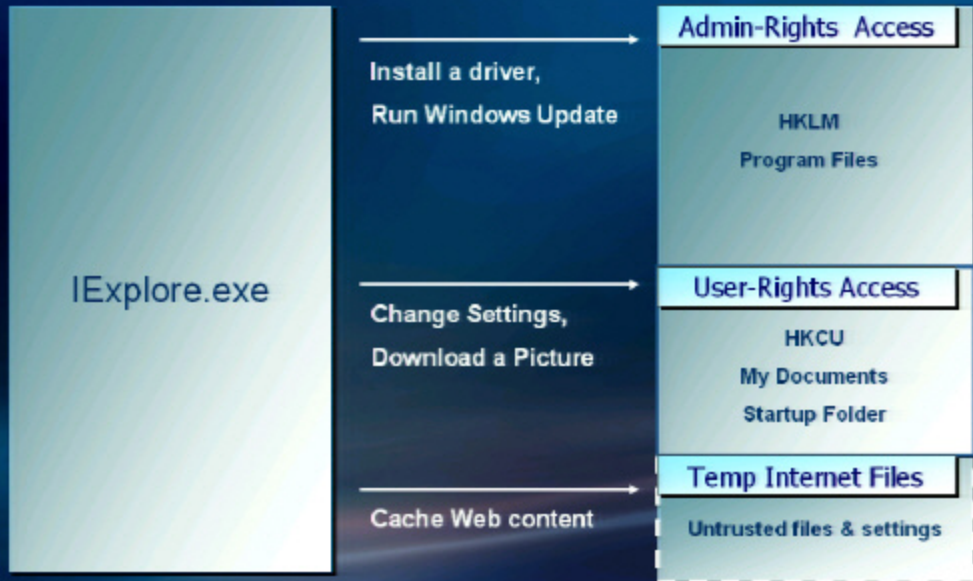 IExplore.exe
Install a driver,
Run Windows Update
Admin-Rights Access
HKLM
Program Files
Change Settings,
Download a Picture
User-Rights Access
HKCU
My Documents
Startup Folder
Cache Web content
Temp Internet Files
Untrusted files & settings